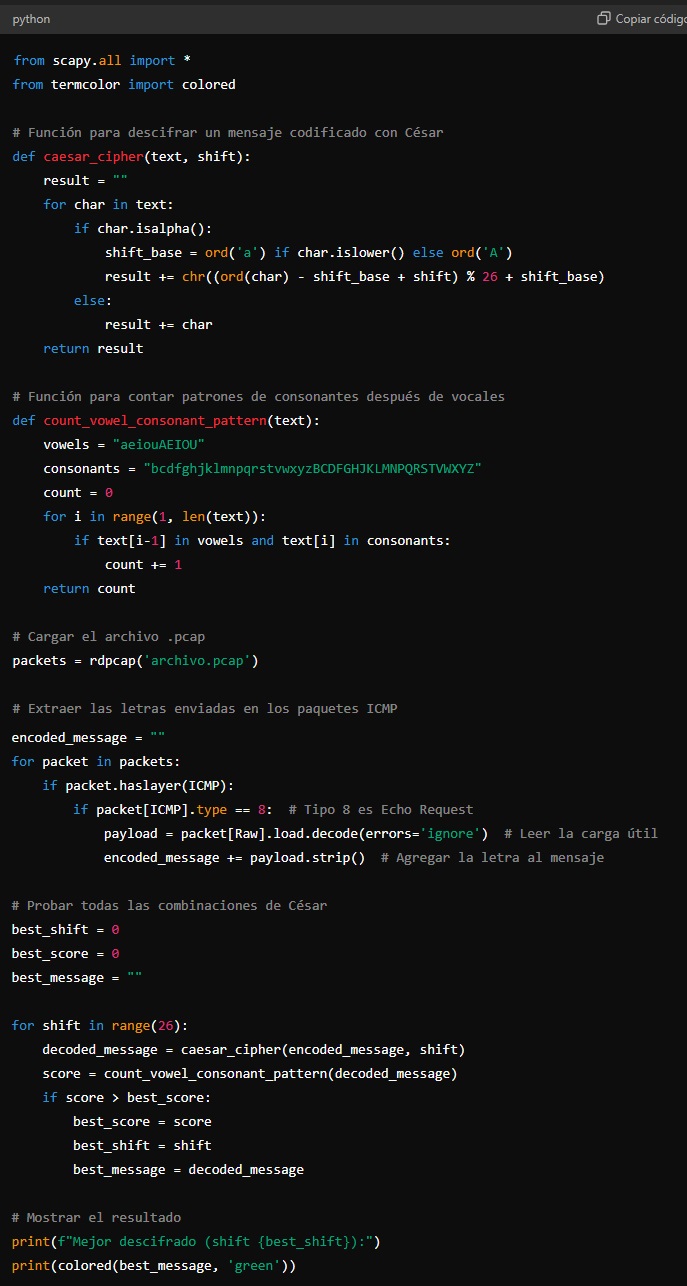 python
Copiar código
from scapy.all import *
from termcolor import colored

# Función para descifrar un mensaje codificado con César
def caesar_cipher(text, shift):
    result = ""
    for char in text:
        if char.isalpha():
            shift_base = ord('a') if char.islower() else ord('A')
            result += chr((ord(char) - shift_base + shift) % 26 + shift_base)
        else:
            result += char
    return result

# Función para contar patrones de consonantes después de vocales
def count_vowel_consonant_pattern(text):
    vowels = "aeiouAEIOU"
    consonants = "bcdfghjklmnpqrstvwxyzBCDFGHJKLMNPQRSTVWXYZ"
    count = 0
    for i in range(1, len(text)):
        if text[i-1] in vowels and text[i] in consonants:
            count += 1
    return count

# Cargar el archivo .pcap
packets = rdpcap('archivo.pcap')

# Extraer las letras enviadas en los paquetes ICMP
encoded_message = ""
for packet in packets:
    if packet.haslayer(ICMP):
        if packet[ICMP].type == 8:  # Tipo 8 es Echo Request
            payload = packet[Raw].load.decode(errors='ignore')  # Leer la carga útil
            encoded_message += payload.strip()  # Agregar la letra al mensaje

# Probar todas las combinaciones de César
best_shift = 0
best_score = 0
best_message = ""

for shift in range(26):
    decoded_message = caesar_cipher(encoded_message, shift)
    score = count_vowel_consonant_pattern(decoded_message)
    if score > best_score:
        best_score = score
        best_shift = shift
        best_message = decoded_message

# Mostrar el resultado
print(f"Mejor descifrado (shift {best_shift}):")
print(colored(best_message, 'green'))